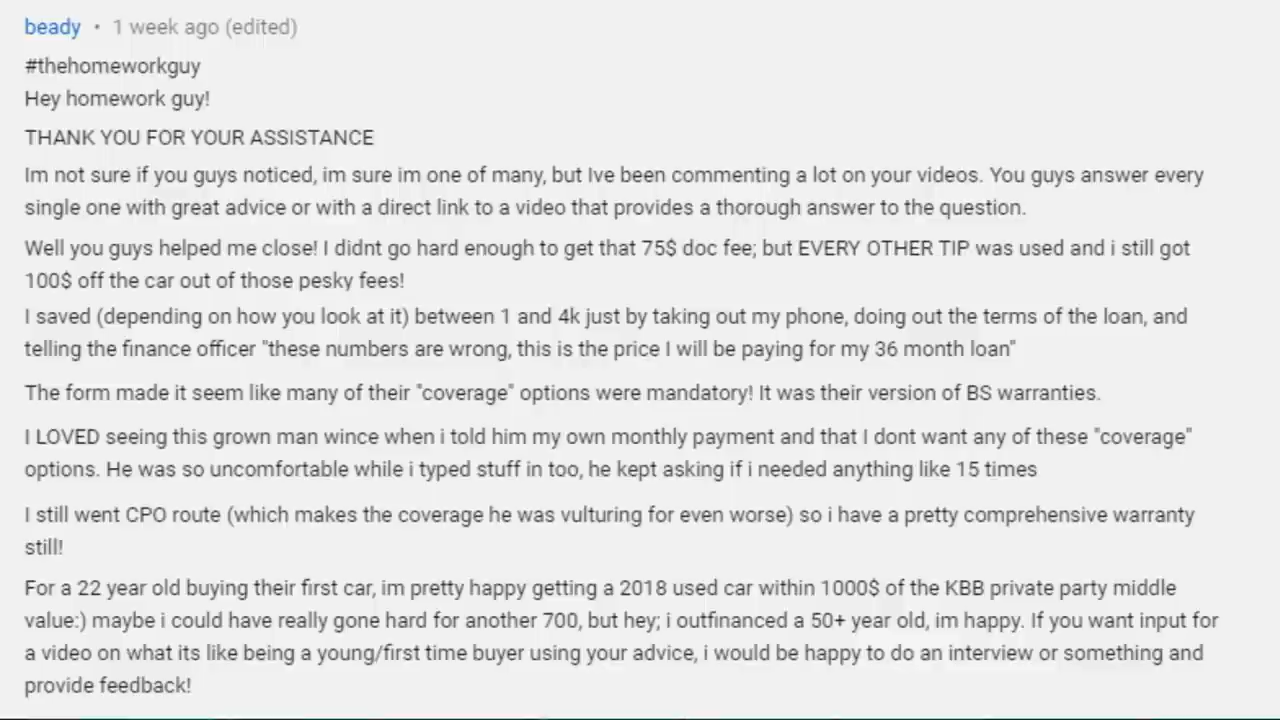 beady • 1 week ago (edited)
#thehomeworkguy
Hey homework guy!
THANK YOU FOR YOUR ASSISTANCE
Im not sure if you guys noticed, im sure im one of many, but Ive been commenting a lot on your videos. You guys answer every
single one with great advice or with a direct link to a video that provides a thorough answer to the question.
Well you guys helped me close! I didnt go hard enough to get that 75$ doc fee; but EVERY OTHER TIP was used and i still got
100$ off the car out of those pesky fees!
I saved (depending on how you look at it) between 1 and 4k just by taking out my phone, doing out the terms of the loan, and
telling the finance officer "these numbers are wrong, this is the price I will be paying for my 36 month loan"
The form made it seem like many of their "coverage" options were mandatory! It was their version of BS warranties.
I LOVED seeing this grown man wince when i told him my own monthly payment and that I dont want any of these "coverage"
options. He was so uncomfortable while i typed stuff in too, he kept asking if i needed anything like 15 times
I still went CPO route (which makes the coverage he was vulturing for even worse) so i have a pretty comprehensive warranty
still!
For a 22 year old buying their first car, im pretty happy getting a 2018 used car within 1000$ of the KBB private party middle
value:) maybe i could have really gone hard for another 700, but hey; i outfinanced a 50+ year old, im happy. If you want input for
a video on what its like being a young/first time buyer using your advice, i would be happy to do an interview or something and
provide feedback!